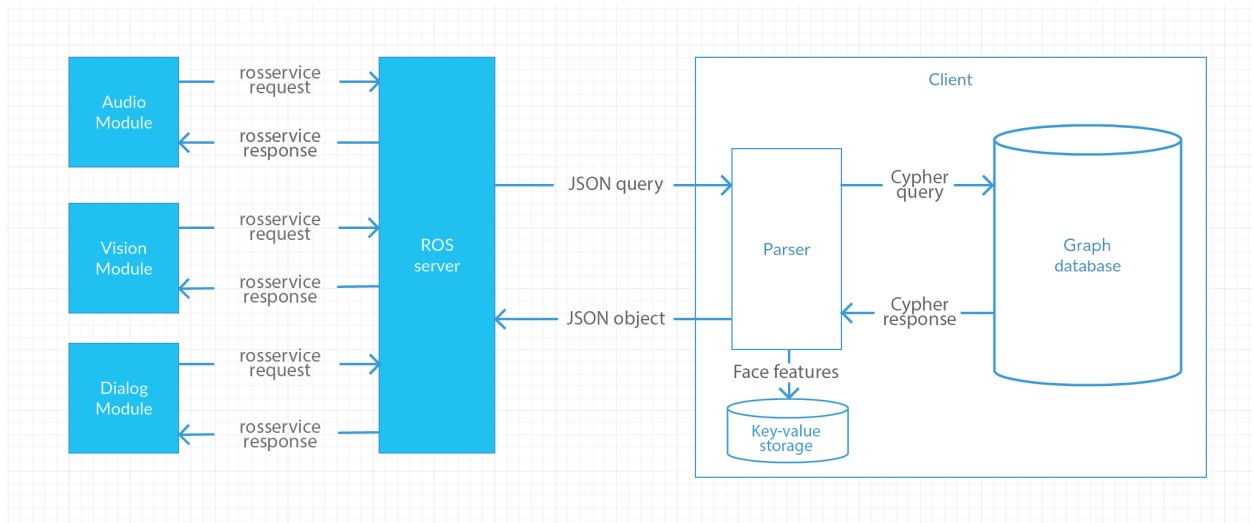 Audio
Module
rosservice
request
rosservice
response
Vision
Module
rosservice
request
rosservice
response
Dialog
Module
rosservice
request
rosservice
response
ROS
server
JSON query
JSON object
Client
Parser
Cypher
query
Cypher
response
Graph
database
Face features
Key-value
storage